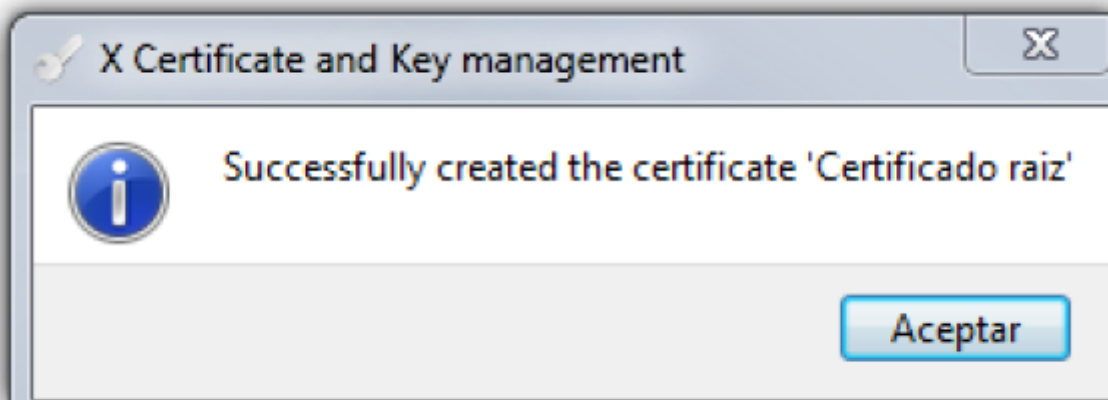 X Certificate and Key management
Successfully created the certificate 'Certificado raiz'
Aceptar